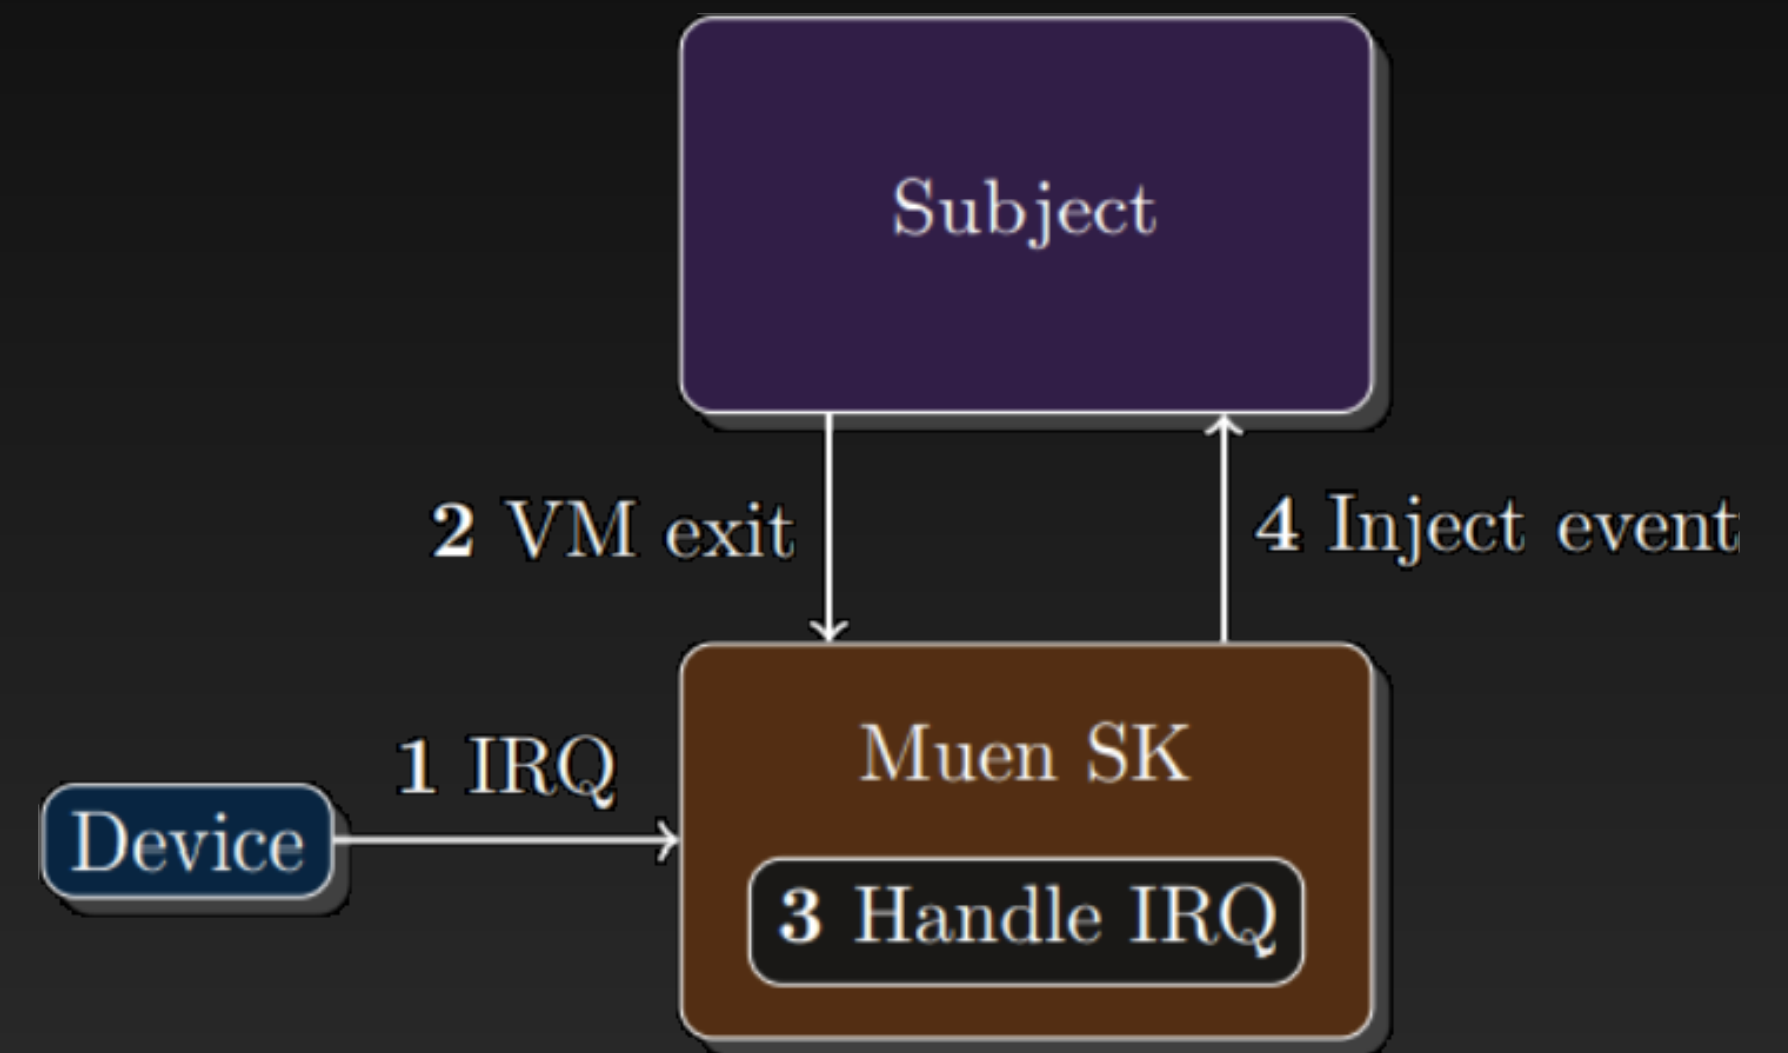 Subject
2 VM exit
4 Inject event
1 IRQ
Muen SK
Device
3 Handle IRQ